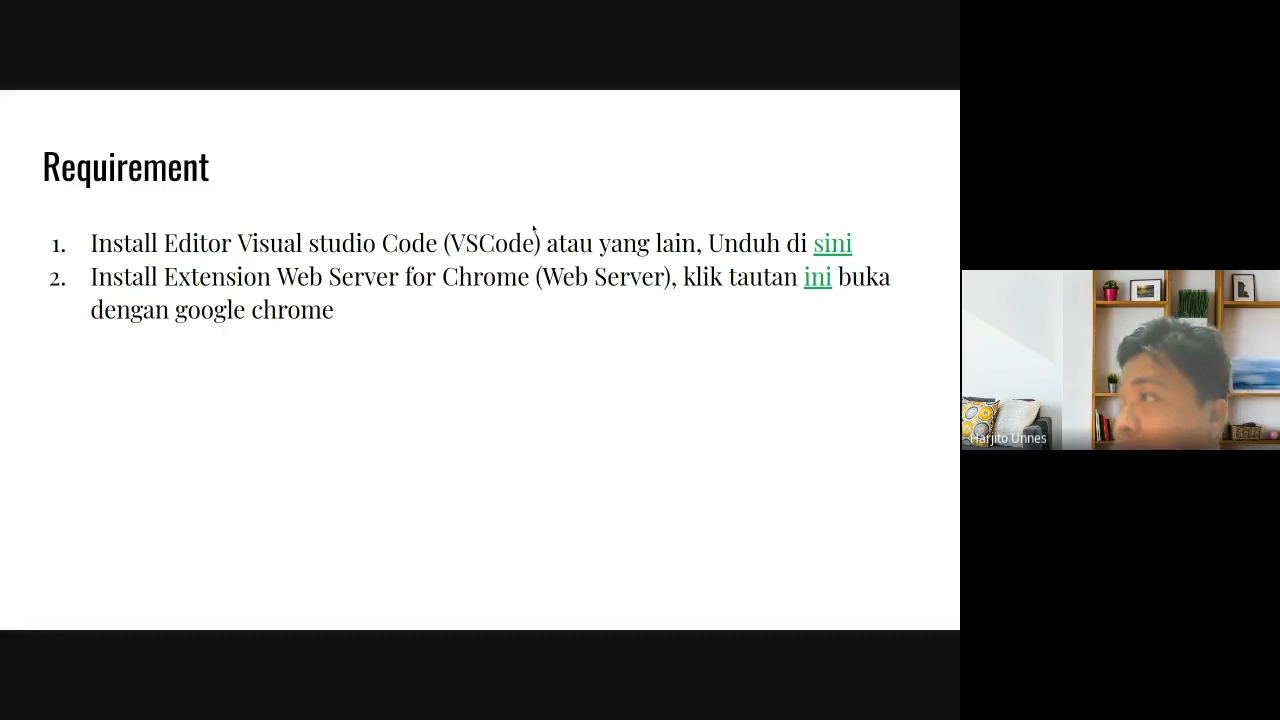 Requirement
1. Install Editor Visual studio Code (VSCode) atau yang lain, Unduh di sini
2. Install Extension Web Server for Chrome (Web Server), klik tautan ini buka
dengan google chrome
Harjito Unnes